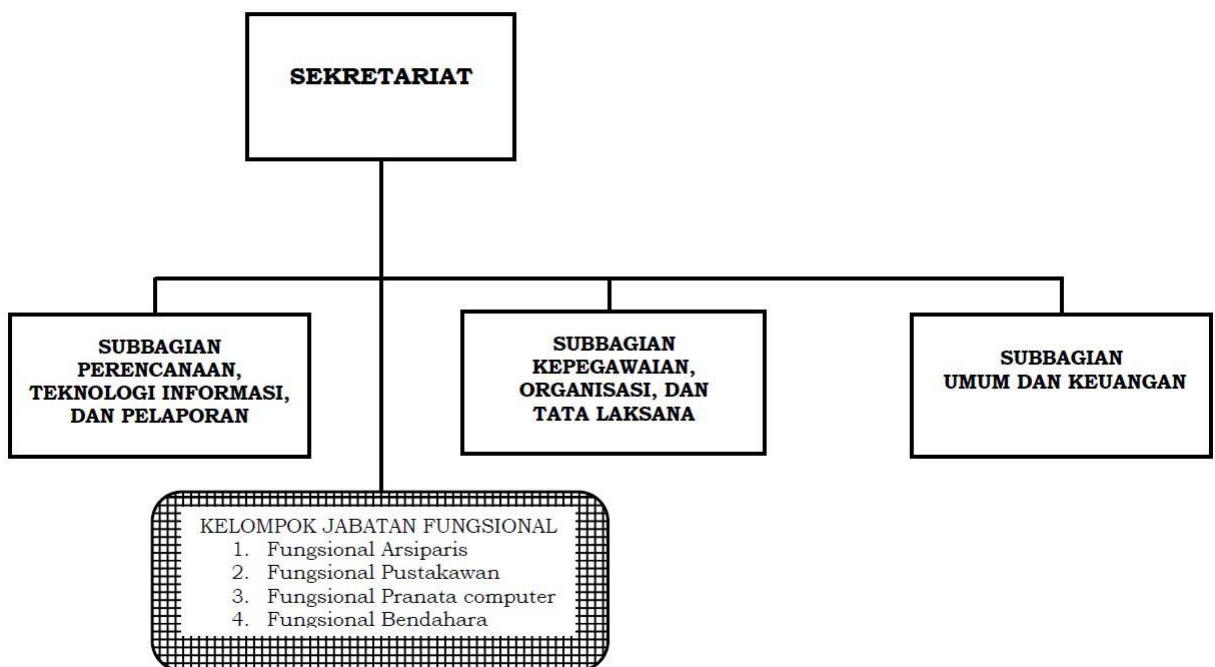 SEKRETARIAT
SUBBAGIAN
PERENCANAAN,
TEKNOLOGI INFORMASI,
DAN PELAPORAN
SUBBAGIAN
KEPEGAWAIAN,
ORGANISASI, DAN
TATA LAKSANA
SUBBAGIAN
UMUM DAN KEUANGAN
KELOMPOK JABATAN FUNGSIONAL
1. Fungsional Arsiparis
2. Fungsional Pustakawan
3. Fungsional Pranata computer
4. Fungsional Bendahara